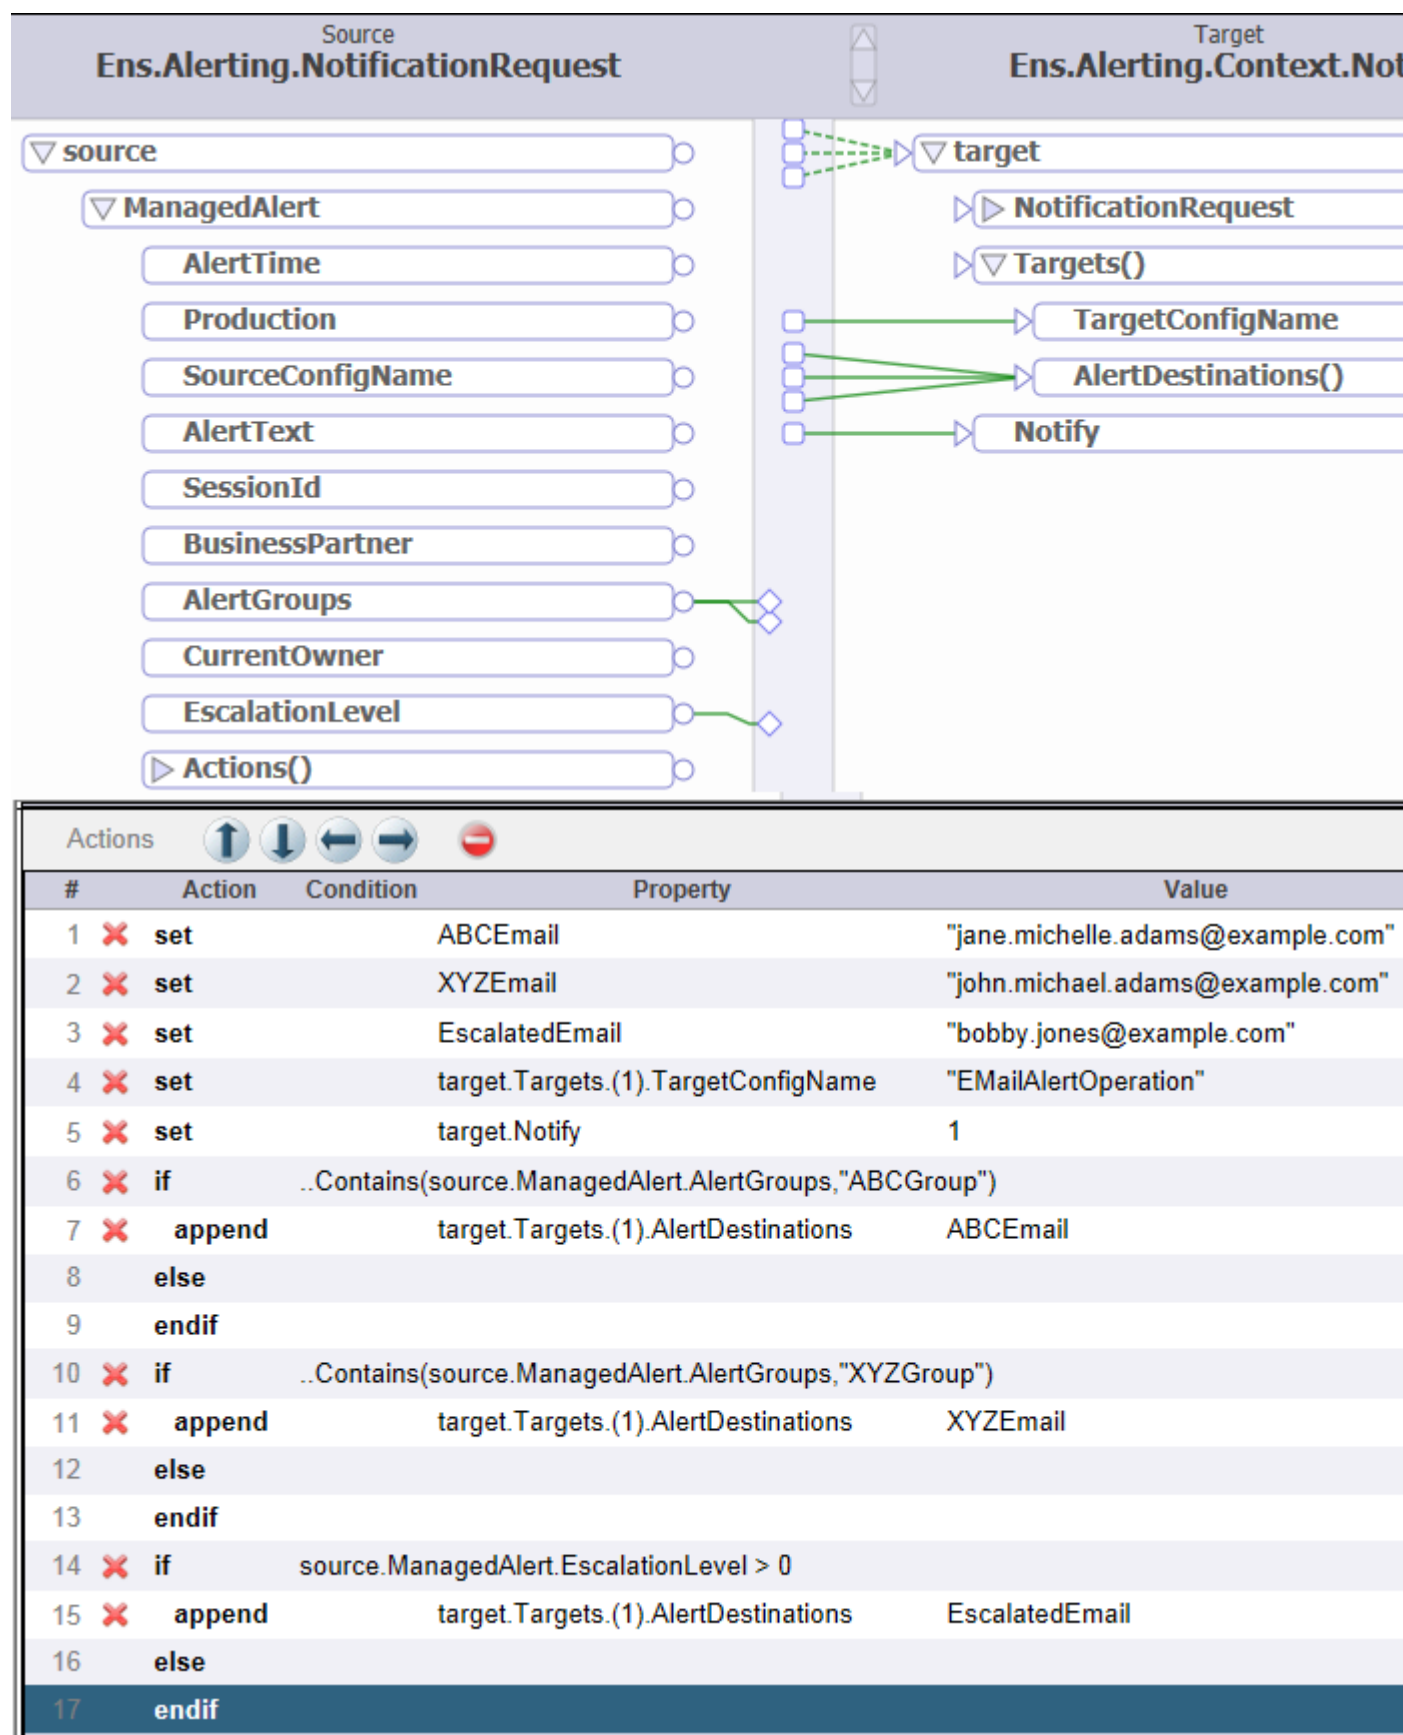 Source
Ens.Alerting.NotificationRequest
Target
Ens.Alerting.Context.Not
source
target
ManagedAlert
NotificationRequest
AlertTime
Targets()
Production
TargetConfigName
SourceConfigName
AlertDestinations()
AlertText
Notify
SessionId
BusinessPartner
AlertGroups
CurrentOwner
EscalationLevel
Actions()
Actions
# Action Condition Property Value
1 set ABCEmail "jane.michelle.adams@example.com"
2 set XYZEmail "john.michael.adams@example.com"
3 set EscalatedEmail "bobby.jones@example.com"
4 set target.Targets.(1).TargetConfigName "EMailAlertOperation"
5 set target.Notify 1
6 if ..Contains(source.ManagedAlert.AlertGroups,"ABCGroup")
7 append target.Targets.(1).AlertDestinations ABCEmail
8 else
9 endif
10 if ..Contains(source.ManagedAlert.AlertGroups,"XYZGroup")
11 append target.Targets.(1).AlertDestinations XYZEmail
12 else
13 endif
14 if source.ManagedAlert.EscalationLevel > 0
15 append target.Targets.(1).AlertDestinations EscalatedEmail
16 else
17 endif